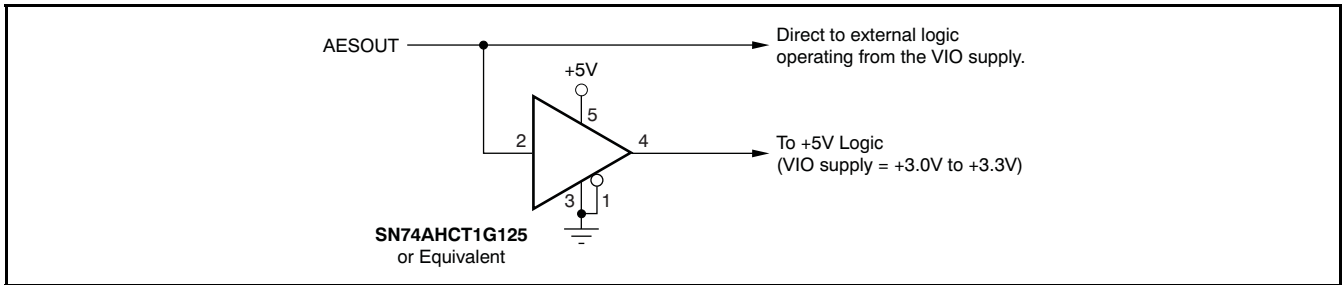 AESOUT
Direct to external logic
operating from the VIO supply.
+5V
5
2
4
To +5V Logic
(VIO supply = +3.0V to +3.3V)
3
1
SN74AHCT1G125
or Equivalent